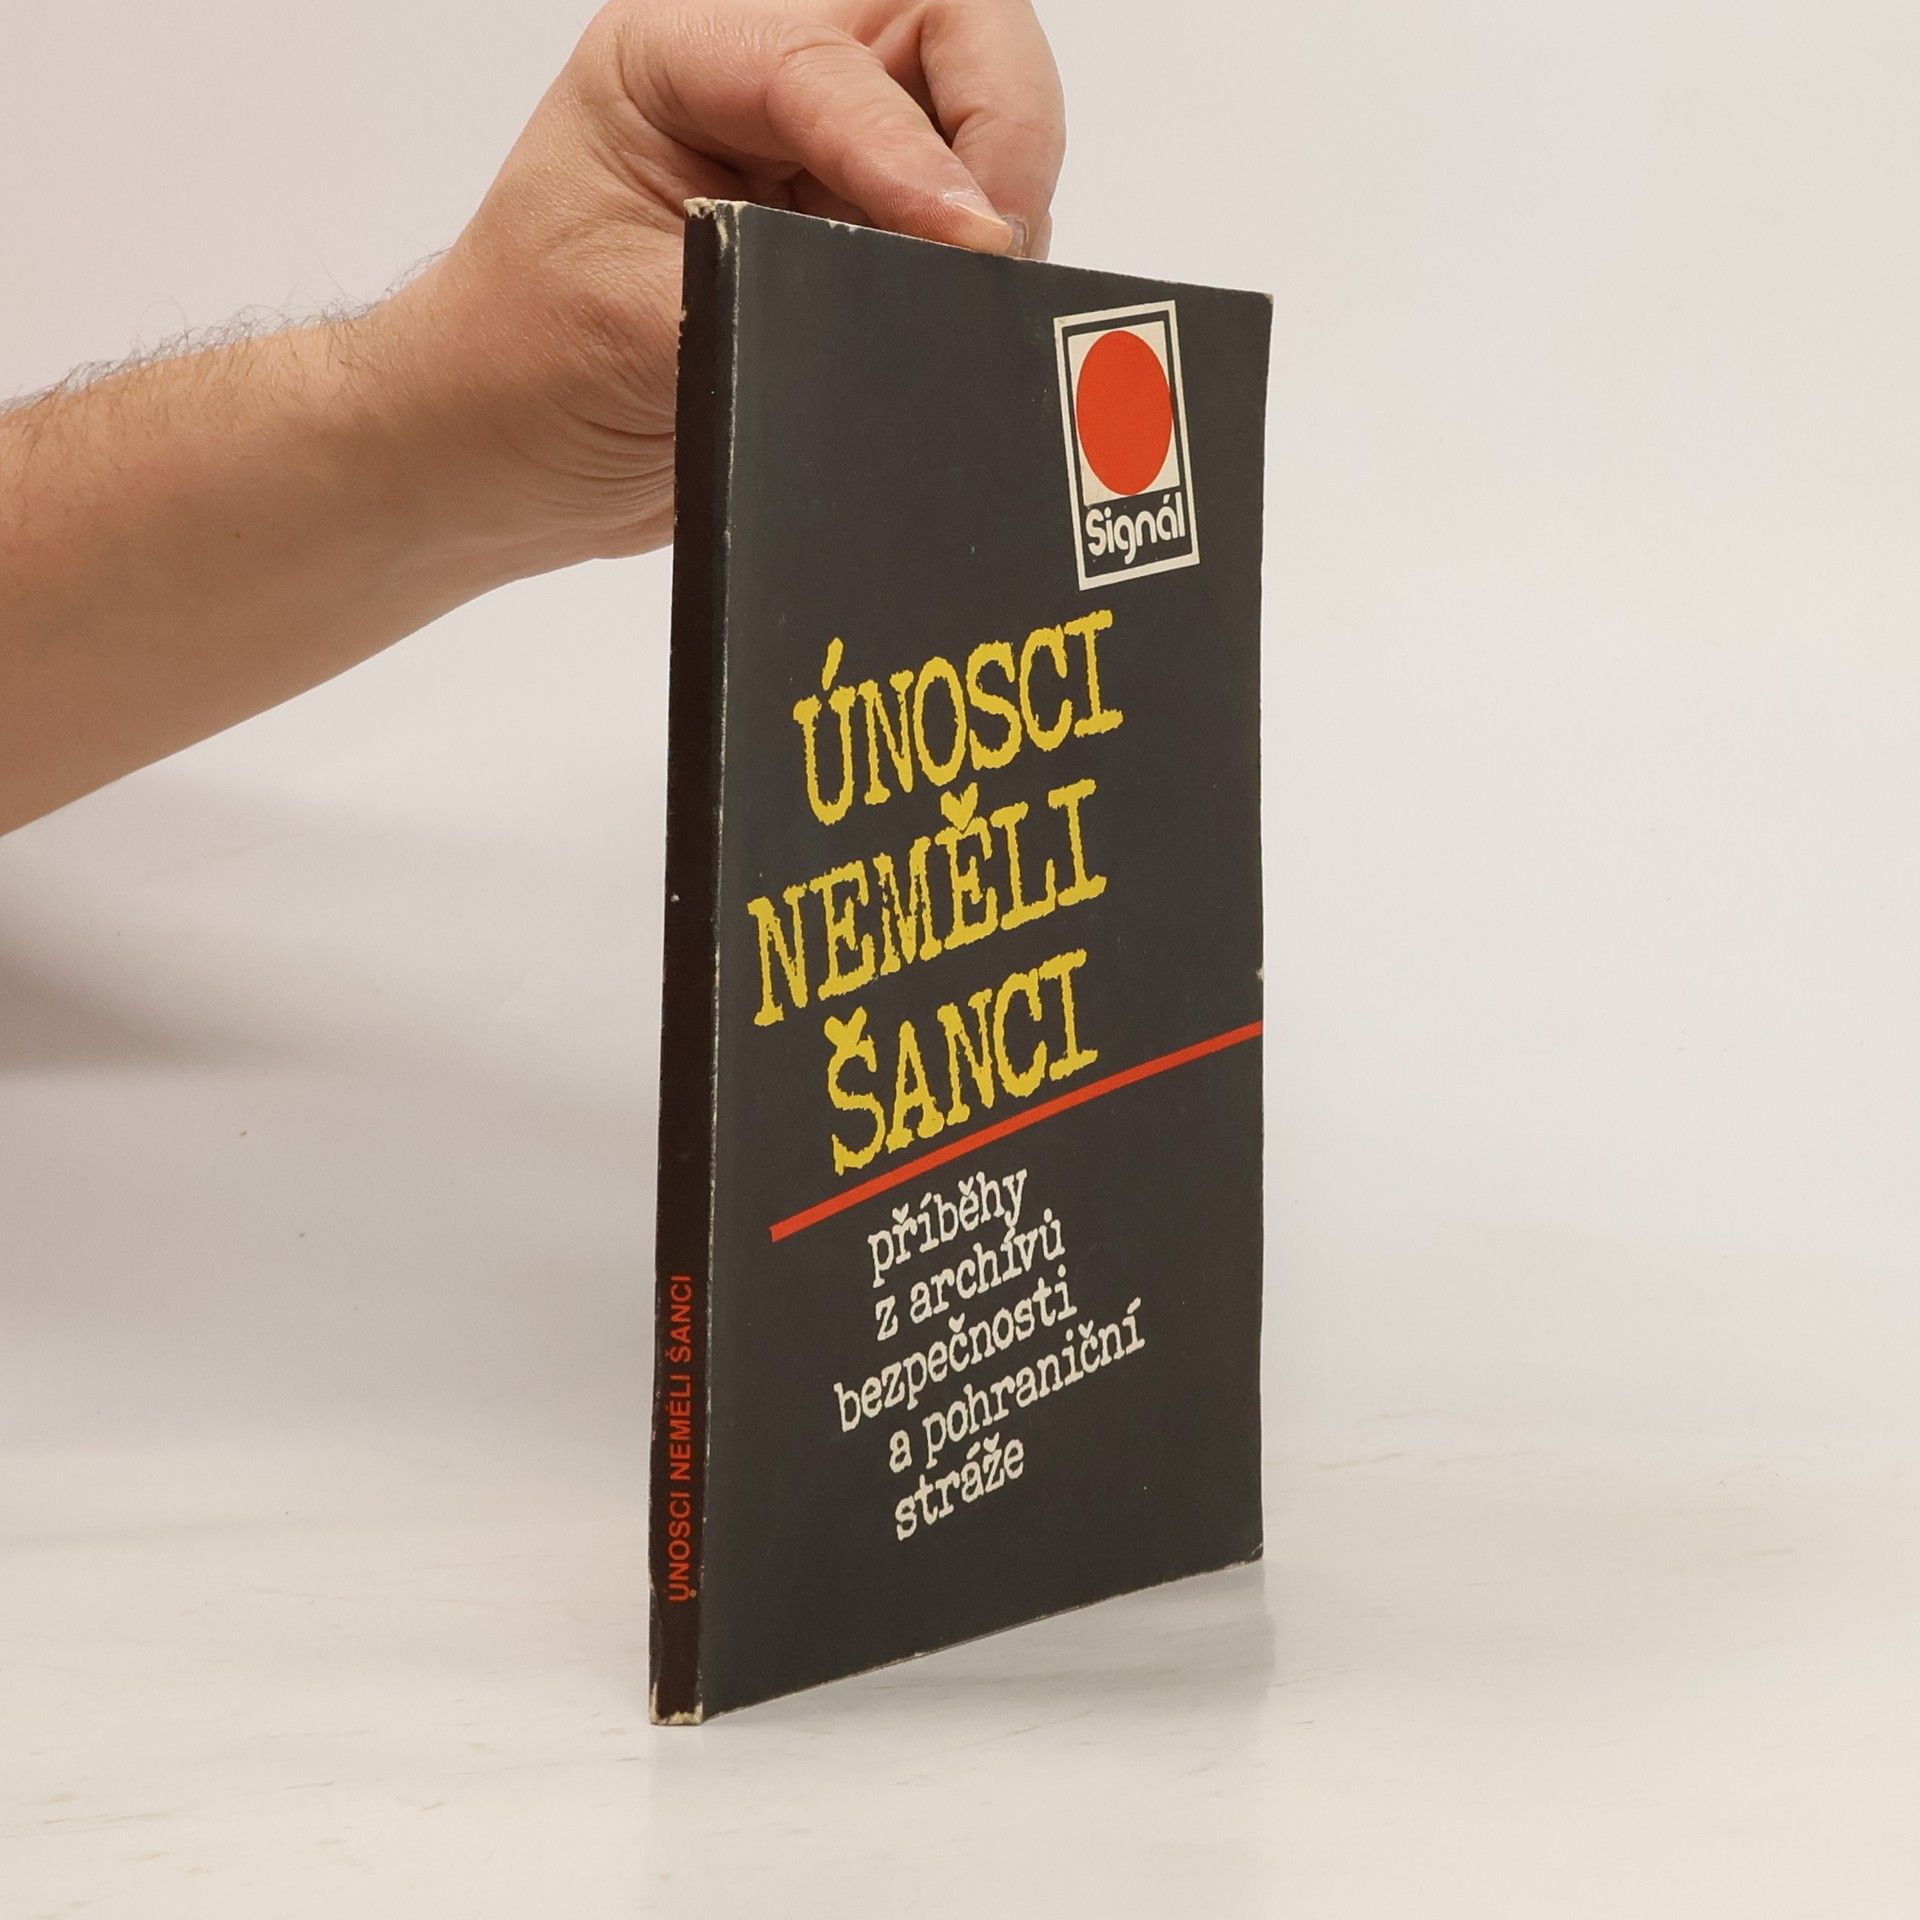 Signál
ÚNOSCI
NEMĚLI
ŠANCI
příběhy
z archívů
bezpečnosti
a pohraniční
stráže
ÚNOSCI NEMĚLI ŠANCI